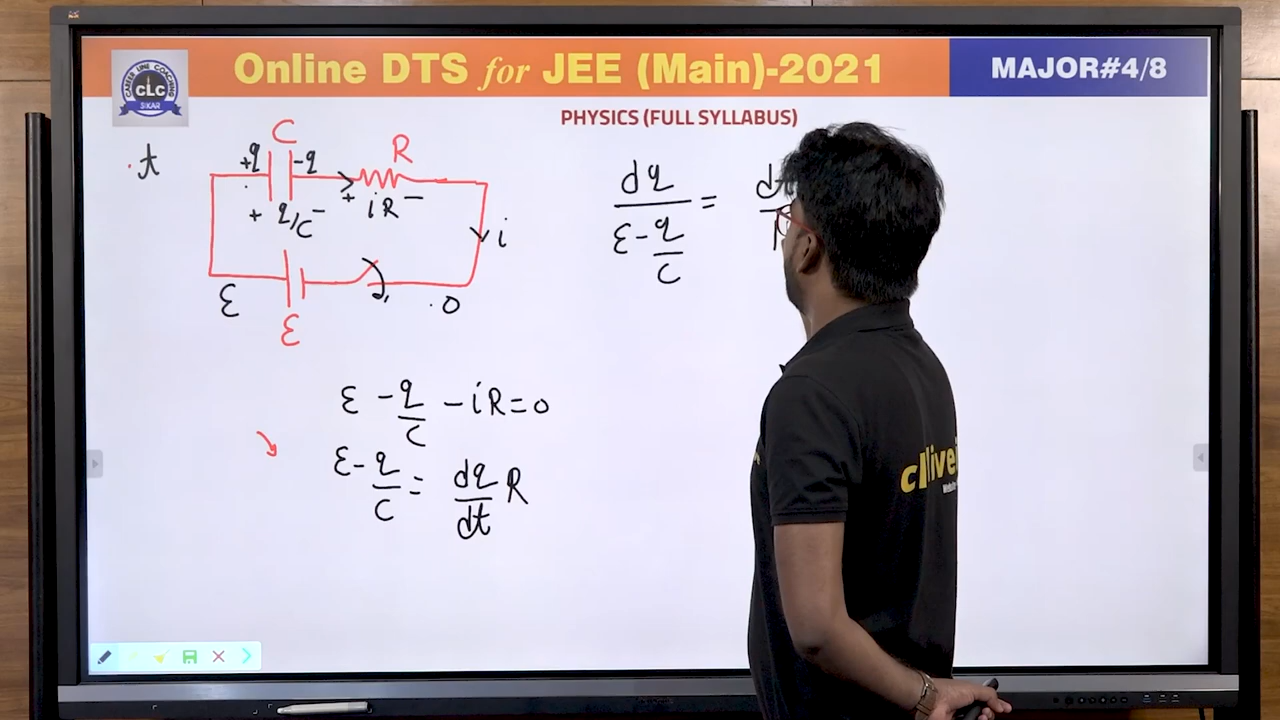 Online DTS for JEE (Main)-2021
MAJOR#4/8
CAREER LINE COACHING
CLC
SIKAR
PHYSICS (FULL SYLLABUS)
t
C
+q -q
R
+ q/C -
+ iR -
i
ε
0
ε
ε - q/C - iR = 0
ε - q/C = dq/dt R
dq/(ε - q/C) = dt